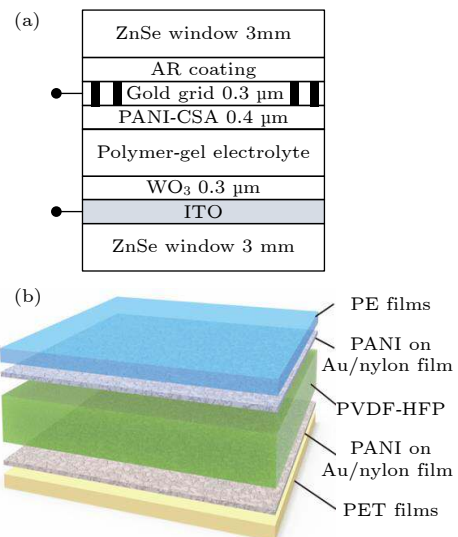 (a)
ZnSe window 3mm
AR coating
Gold grid 0.3 μm
PANI-CSA 0.4 μm
Polymer-gel electrolyte
WO₃ 0.3 μm
ITO
ZnSe window 3 mm
(b)
PE films
PANI on
Au/nylon film
PVDF-HFP
PANI on
Au/nylon film
PET films